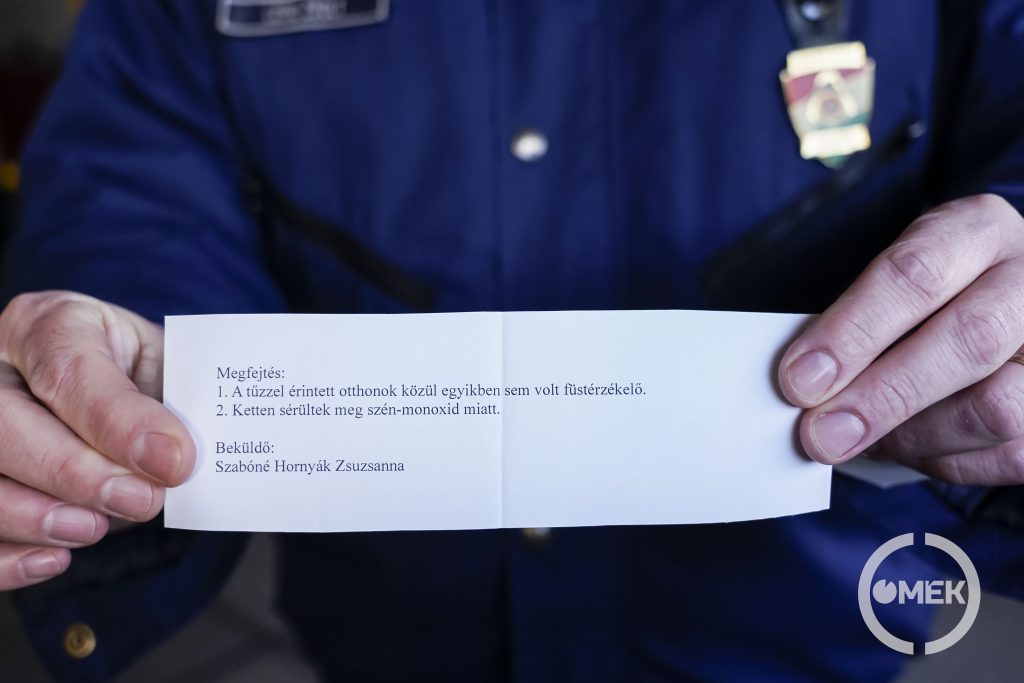 Megfejtés:
1. A tűzzel érintett otthonok közül egyikben sem volt füstérzékelő.
2. Ketten sérültek meg szén-monoxid miatt.
Beküldő:
Szabóné Hornyák Zsuzsanna
OMÉK